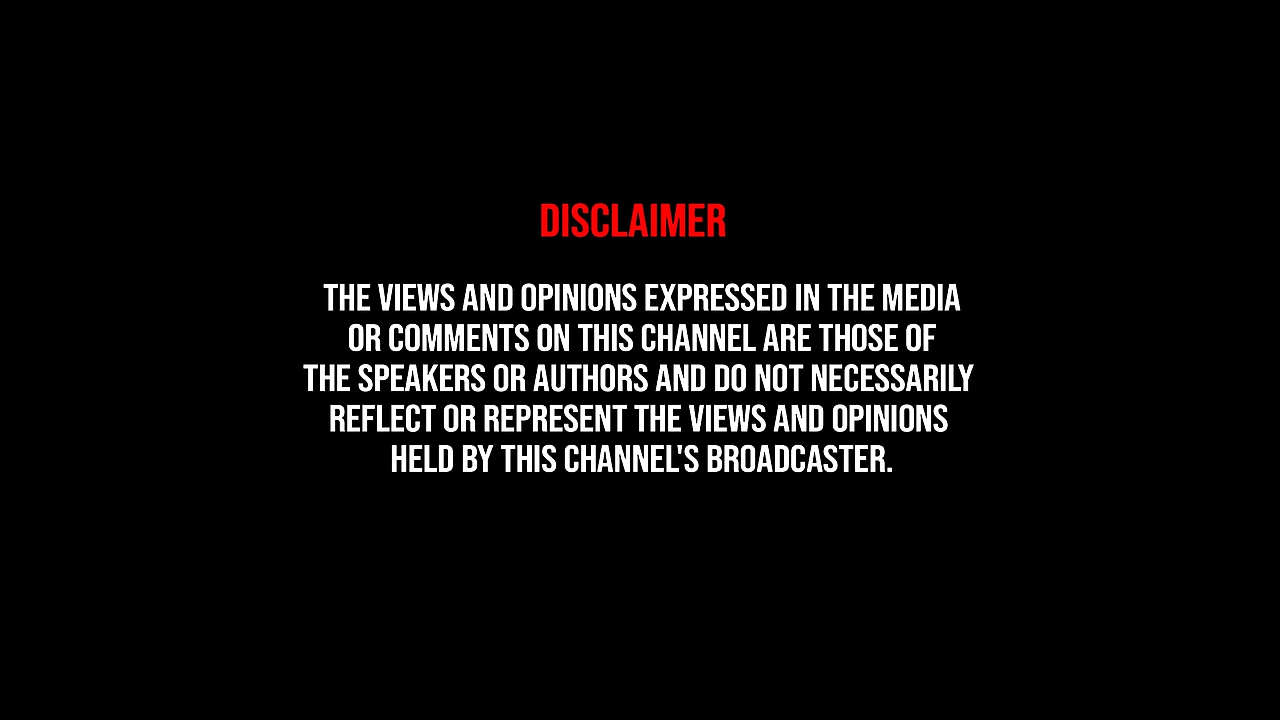 DISCLAIMER
THE VIEWS AND OPINIONS EXPRESSED IN THE MEDIA
OR COMMENTS ON THIS CHANNEL ARE THOSE OF
THE SPEAKERS OR AUTHORS AND DO NOT NECESSARILY
REFLECT OR REPRESENT THE VIEWS AND OPINIONS
HELD BY THIS CHANNEL'S BROADCASTER.